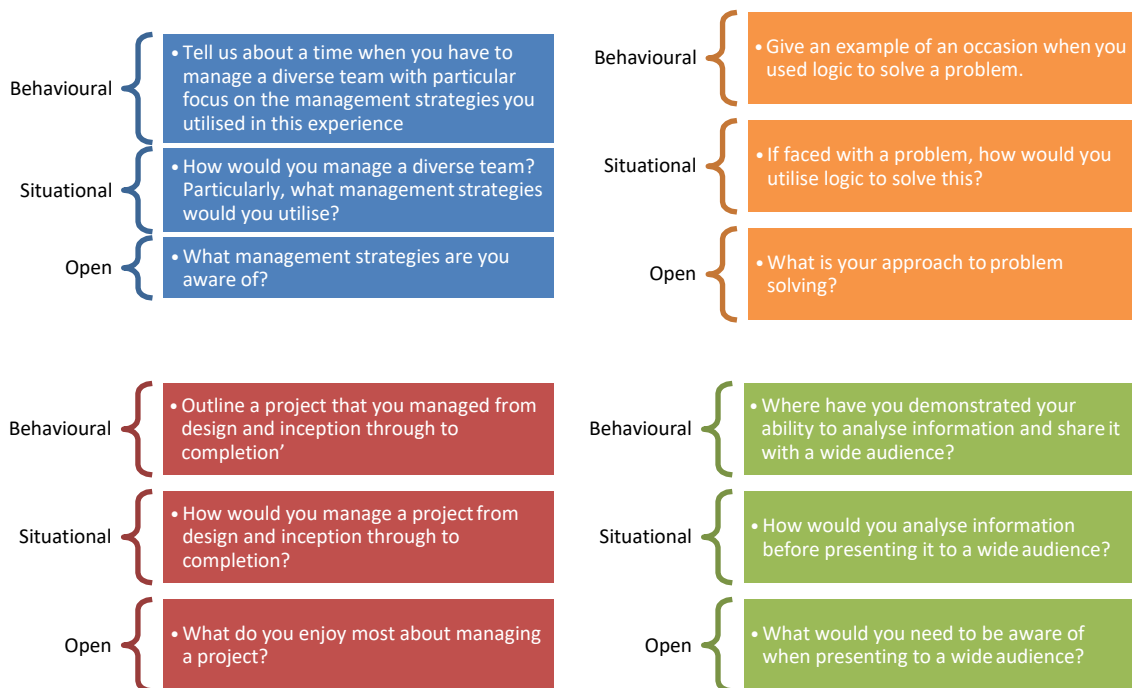 Behavioural
• Tell us about a time when you have to
manage a diverse team with particular
focus on the management strategies you
utilised in this experience
Situational
• How would you manage a diverse team?
Particularly, what management strategies
would you utilise?
Open
• What management strategies are you
aware of?
Behavioural
• Give an example of an occasion when you
used logic to solve a problem.
Situational
• If faced with a problem, how would you
utilise logic to solve this?
Open
• What is your approach to problem
solving?
Behavioural
• Outline a project that you managed from
design and inception through to
completion’
Situational
• How would you manage a project from
design and inception through to
completion?
Open
• What do you enjoy most about managing
a project?
Behavioural
• Where have you demonstrated your
ability to analyse information and share it
with a wide audience?
Situational
• How would you analyse information
before presenting it to a wide audience?
Open
• What would you need to be aware of
when presenting to a wide audience?